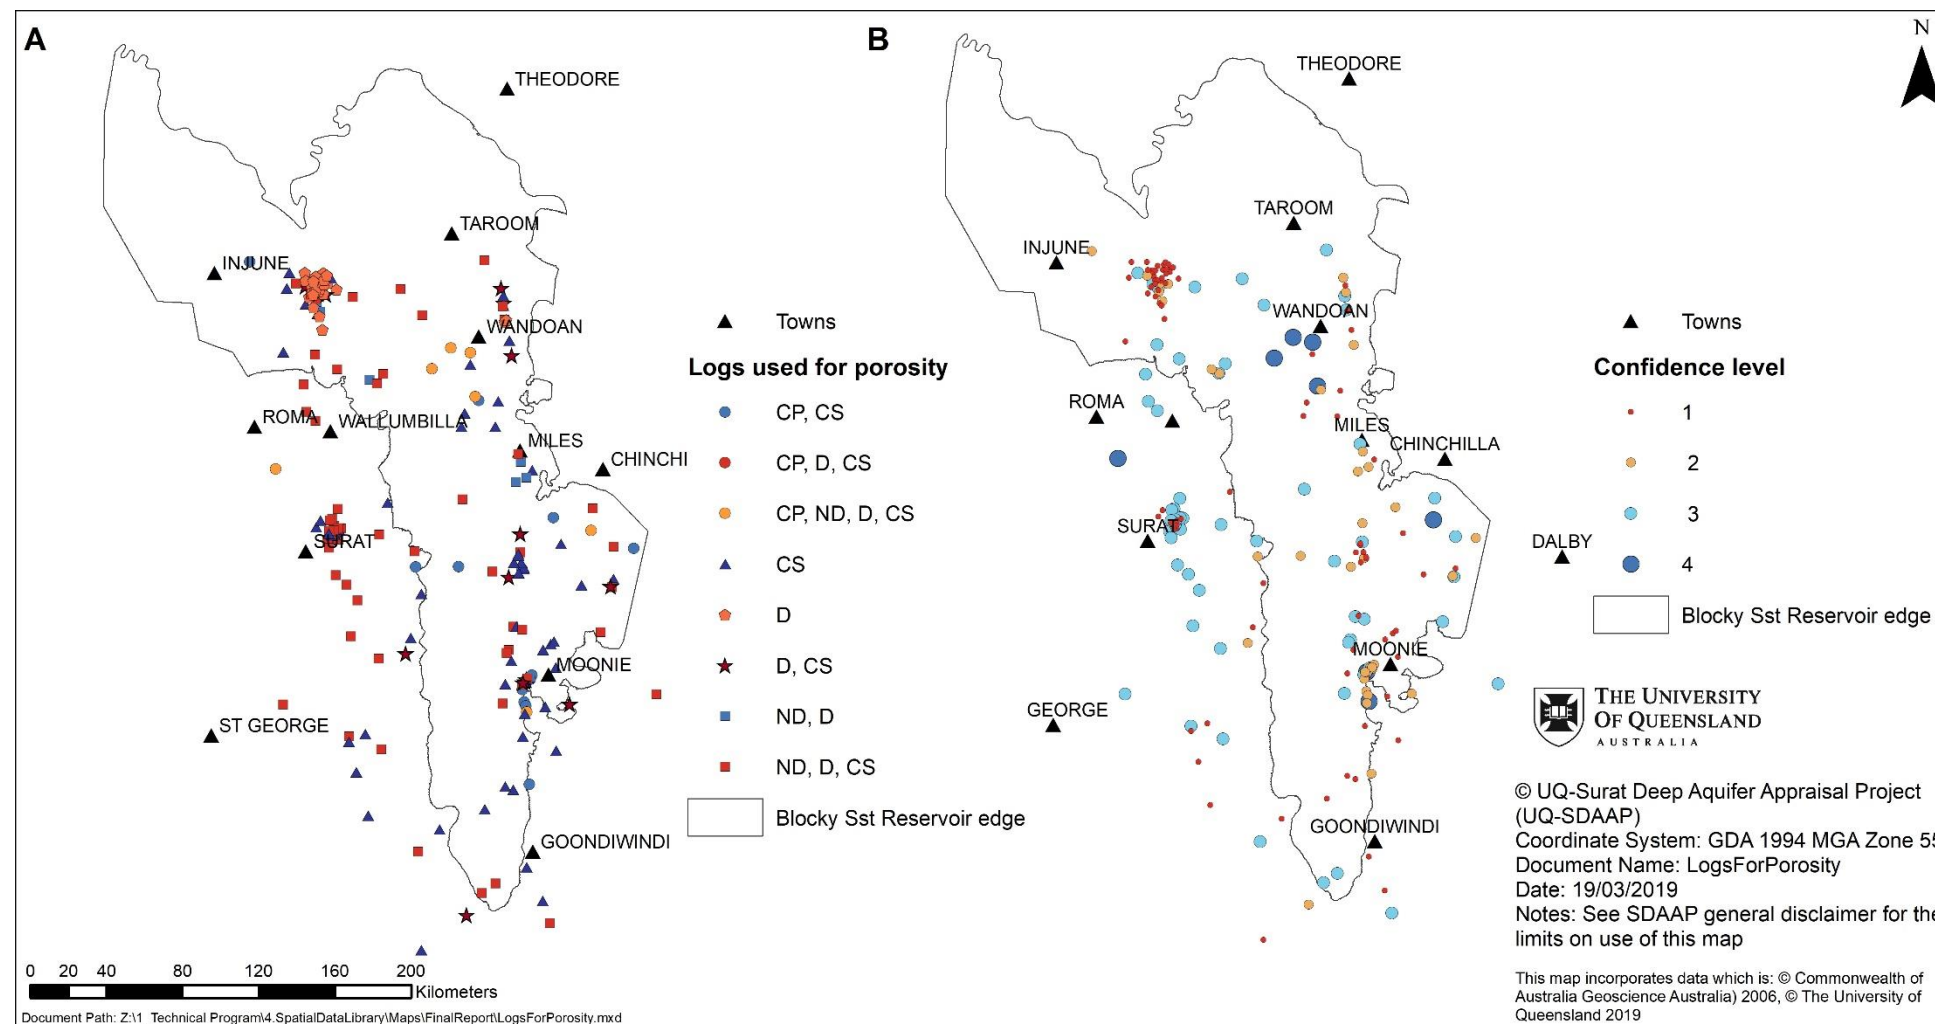 A
THEODORE
TAROOM
INJUNE
WANDOAN
ROMA
WALLUMBILLA
MILES
CHINCHI
SURAT
MOONIE
ST GEORGE
GOONDIWINDI
Towns
Logs used for porosity
CP, CS
CP, D, CS
CP, ND, D, CS
CS
D
D, CS
ND, D
ND, D, CS
Blocky Sst Reservoir edge
0 20 40 80 120 160 200
Kilometers
Document Path: Z:\1 Technical Program\4.SpatialDataLibrary\Maps\FinalReport\LogsForPorosity.mxd
B
N
THEODORE
TAROOM
INJUNE
WANDOAN
ROMA
MILES
CHINCHILLA
SURAT
DALBY
MOONIE
GEORGE
GOONDIWINDI
Towns
Confidence level
1
2
3
4
Blocky Sst Reservoir edge
THE UNIVERSITY
OF QUEENSLAND
AUSTRALIA
© UQ-Surat Deep Aquifer Appraisal Project
(UQ-SDAAP)
Coordinate System: GDA 1994 MGA Zone 55
Document Name: LogsForPorosity
Date: 19/03/2019
Notes: See SDAAP general disclaimer for the
limits on use of this map
This map incorporates data which is: © Commonwealth of
Australia Geoscience Australia) 2006, © The University of
Queensland 2019